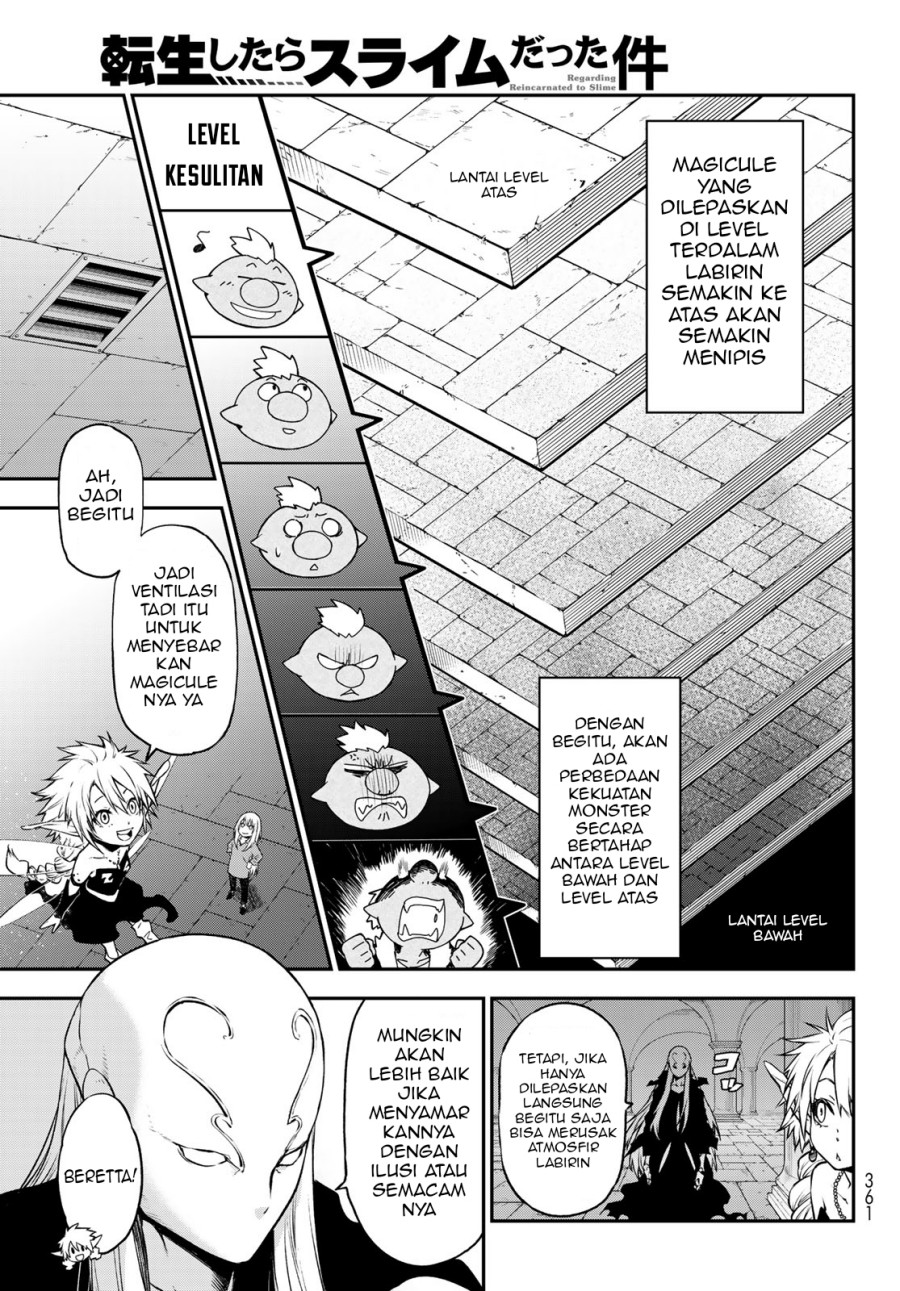 転生したらスライムだった件
Regarding
Reincarnated to Slime
MAGICULE
YANG
DILEPASKAN
DI LEVEL
TERDALAM
LABIRIN
SEMAKIN KE
ATAS AKAN
SEMAKIN
MENIPIS
LANTAI LEVEL
ATAS
LEVEL
KESULITAN
DENGAN
BEGITU, AKAN
ADA
PERBEDAAN
KEKUATAN
MONSTER
SECARA
BERTAHAP
ANTARA LEVEL
BAWAH DAN
LEVEL ATAS
LANTAI LEVEL
BAWAH
AH,
JADI
BEGITU
JADI
VENTILASI
TADI ITU
UNTUK
MENYEBAR
KAN
MAGICULE
NYA YA
Z
コッ
TETAPI, JIKA
HANYA
DILEPASKAN
LANGSUNG
BEGITU SAJA
BISA MERUSAK
ATMOSFIR
LABIRIN
MUNGKIN
AKAN
LEBIH BAIK
JIKA
MENYAMAR
KANNYA
DENGAN
ILUSI ATAU
SEMACAM
NYA
BERETTA!
361